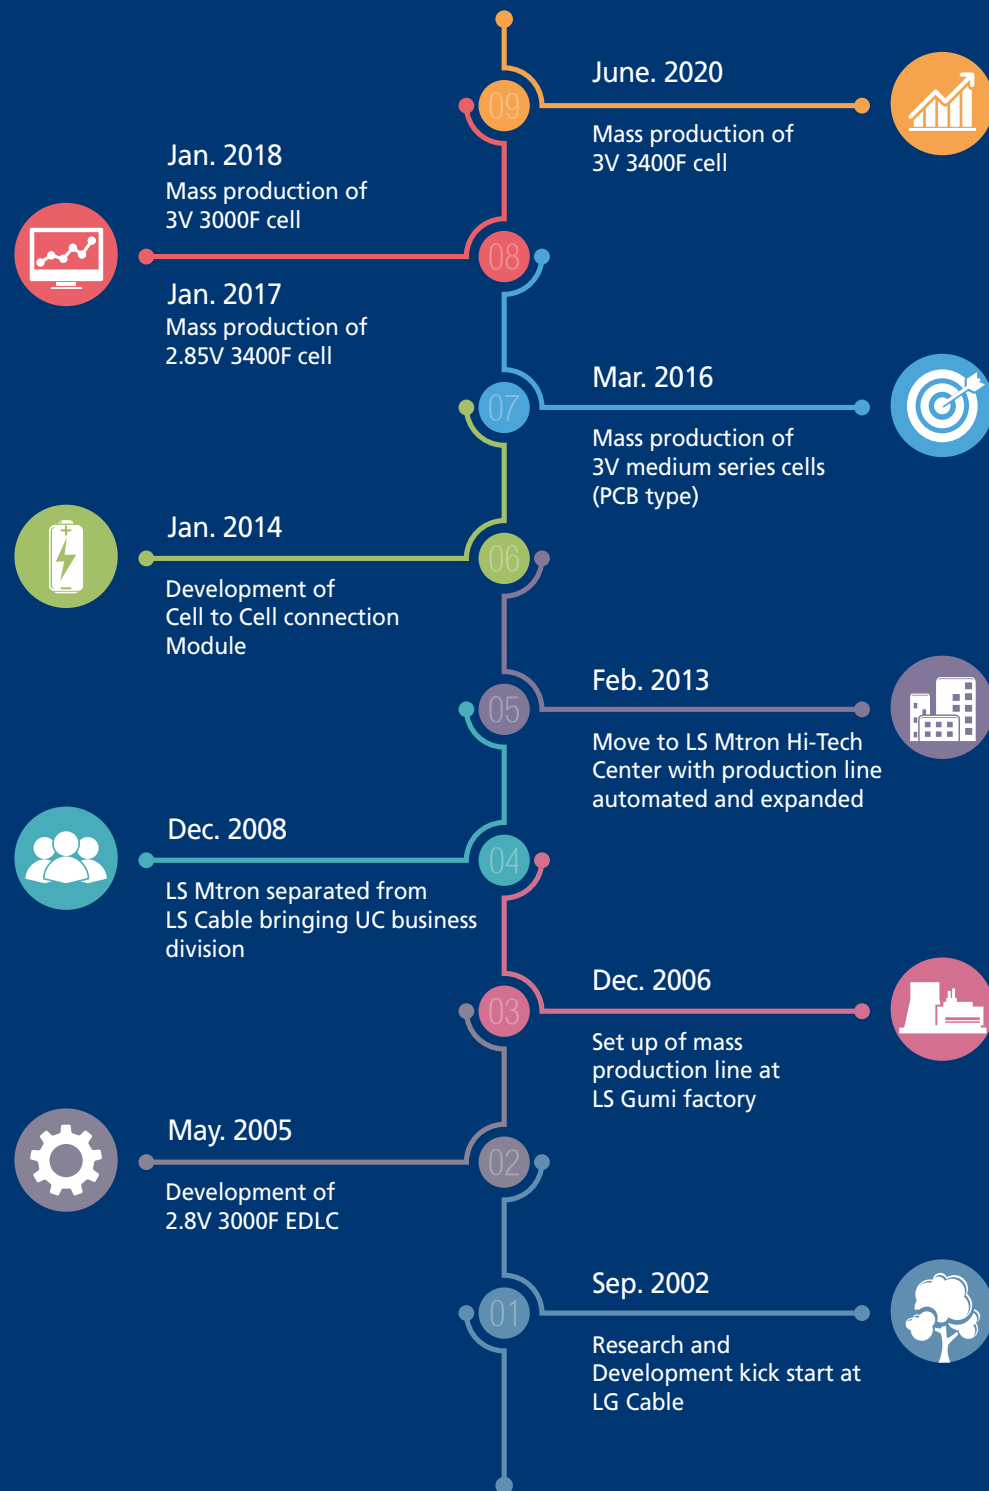 09
June. 2020
Mass production of
3V 3400F cell
Jan. 2018
Mass production of
3V 3000F cell
08
Jan. 2017
Mass production of
2.85V 3400F cell
07
Mar. 2016
Mass production of
3V medium series cells
(PCB type)
06
Jan. 2014
Development of
Cell to Cell connection
Module
05
Feb. 2013
Move to LS Mtron Hi-Tech
Center with production line
automated and expanded
04
Dec. 2008
LS Mtron separated from
LS Cable bringing UC business
division
03
Dec. 2006
Set up of mass
production line at
LS Gumi factory
02
May. 2005
Development of
2.8V 3000F EDLC
01
Sep. 2002
Research and
Development kick start at
LG Cable